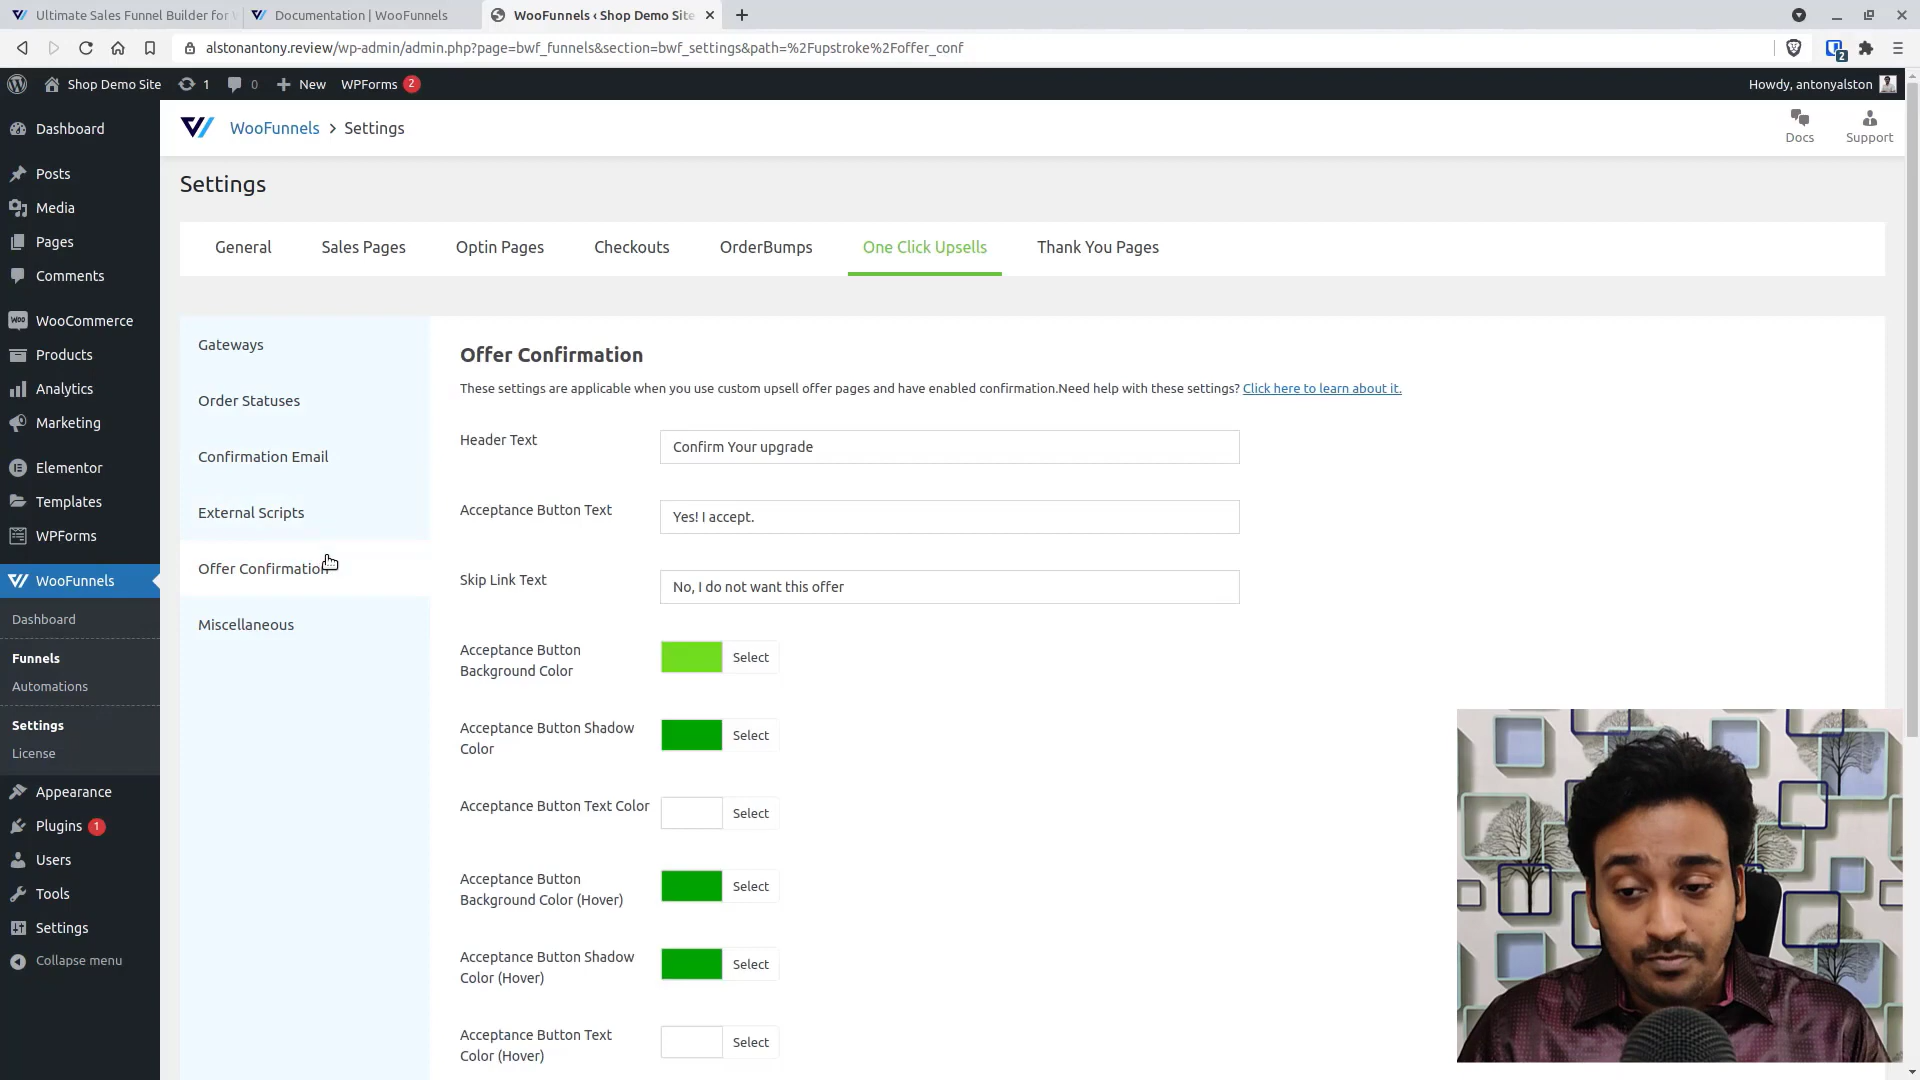 Ultimate Sales Funnel Builder for
Documentation | WooFunnels
WooFunnels ‹ Shop Demo Site
alstonantony.review/wp-admin/admin.php?page=bwf_funnels&section=bwf_settings&path=%2Fupstroke%2Foffer_conf
2
Shop Demo Site
1
0
New
WPForms
2
Howdy, antonyalston
Dashboard
Posts
Media
Pages
Comments
Woo
WooCommerce
Products
Analytics
Marketing
Elementor
Templates
WPForms
WooFunnels
Dashboard
Funnels
Automations
Settings
License
Appearance
Plugins 1
Users
Tools
Settings
Collapse menu
WooFunnels > Settings
Docs
Support
Settings
General
Sales Pages
Optin Pages
Checkouts
OrderBumps
One Click Upsells
Thank You Pages
Gateways
Order Statuses
Confirmation Email
External Scripts
Offer Confirmation
Miscellaneous
Offer Confirmation
These settings are applicable when you use custom upsell offer pages and have enabled confirmation.Need help with these settings? Click here to learn about it.
Header Text
Confirm Your upgrade
Acceptance Button Text
Yes! I accept.
Skip Link Text
No, I do not want this offer
Acceptance Button
Background Color
Select
Acceptance Button Shadow
Color
Select
Acceptance Button Text Color
Select
Acceptance Button
Background Color (Hover)
Select
Acceptance Button Shadow
Color (Hover)
Select
Acceptance Button Text
Color (Hover)
Select